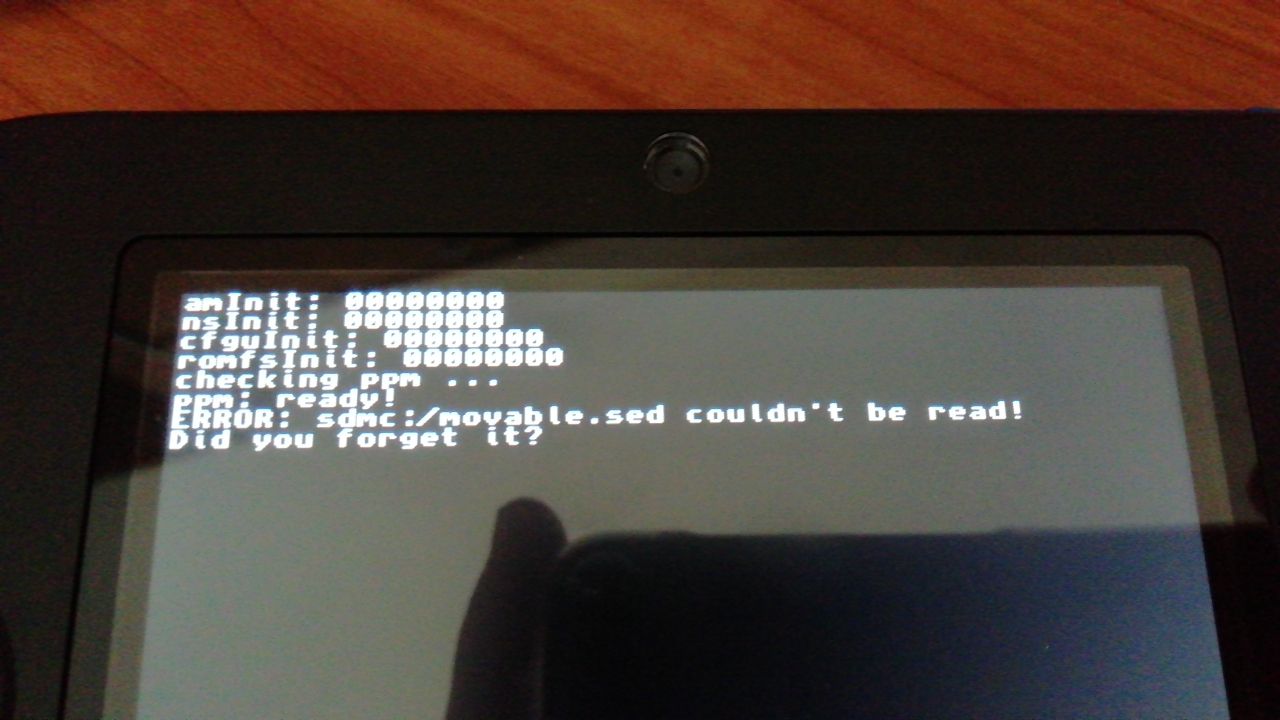 amInit: 00000000
nsInit: 00000000
cfguInit: 00000000
romfsInit: 00000000
checking ppm ...
ppm: ready!
ERROR: sdmc:/movable.sed couldn't be read!
Did you forget it?